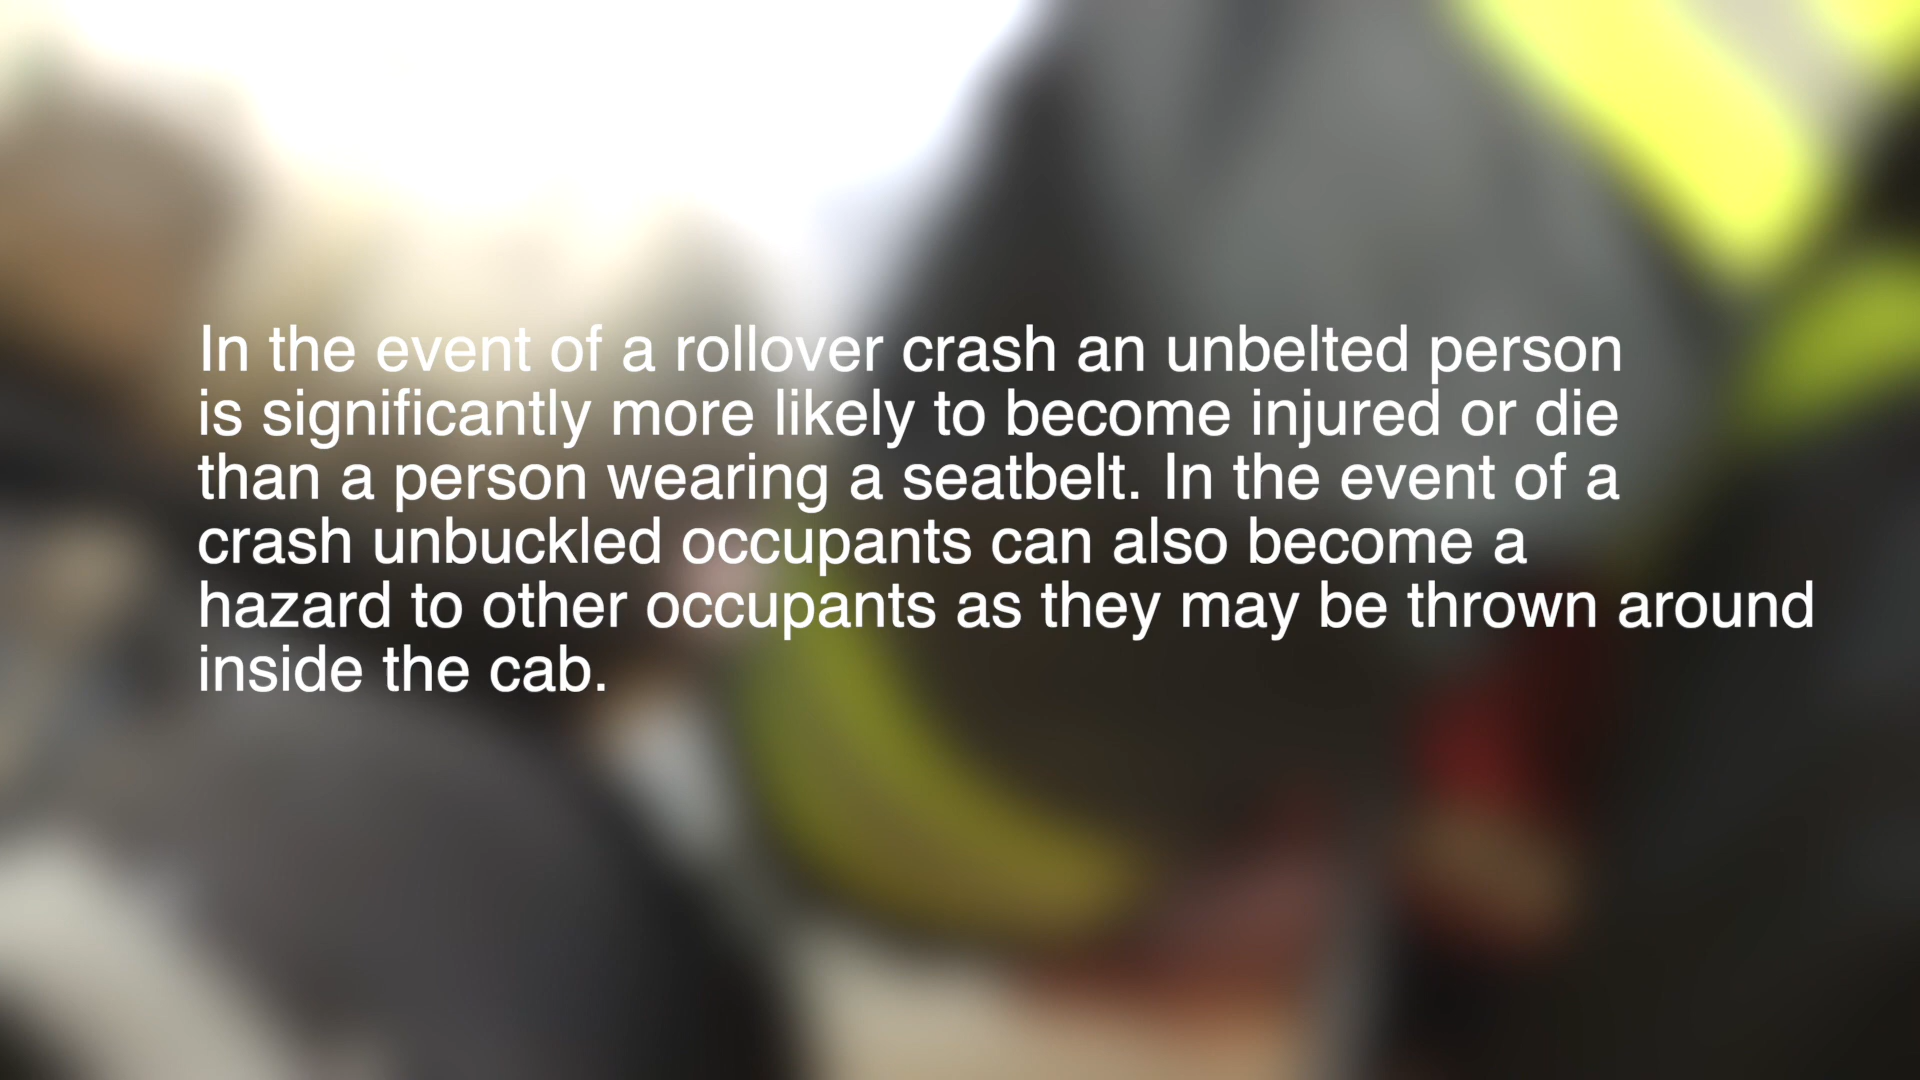 In the event of a rollover crash an unbelted person
is significantly more likely to become injured or die
than a person wearing a seatbelt. In the event of a
crash unbuckled occupants can also become a
hazard to other occupants as they may be thrown around
inside the cab.